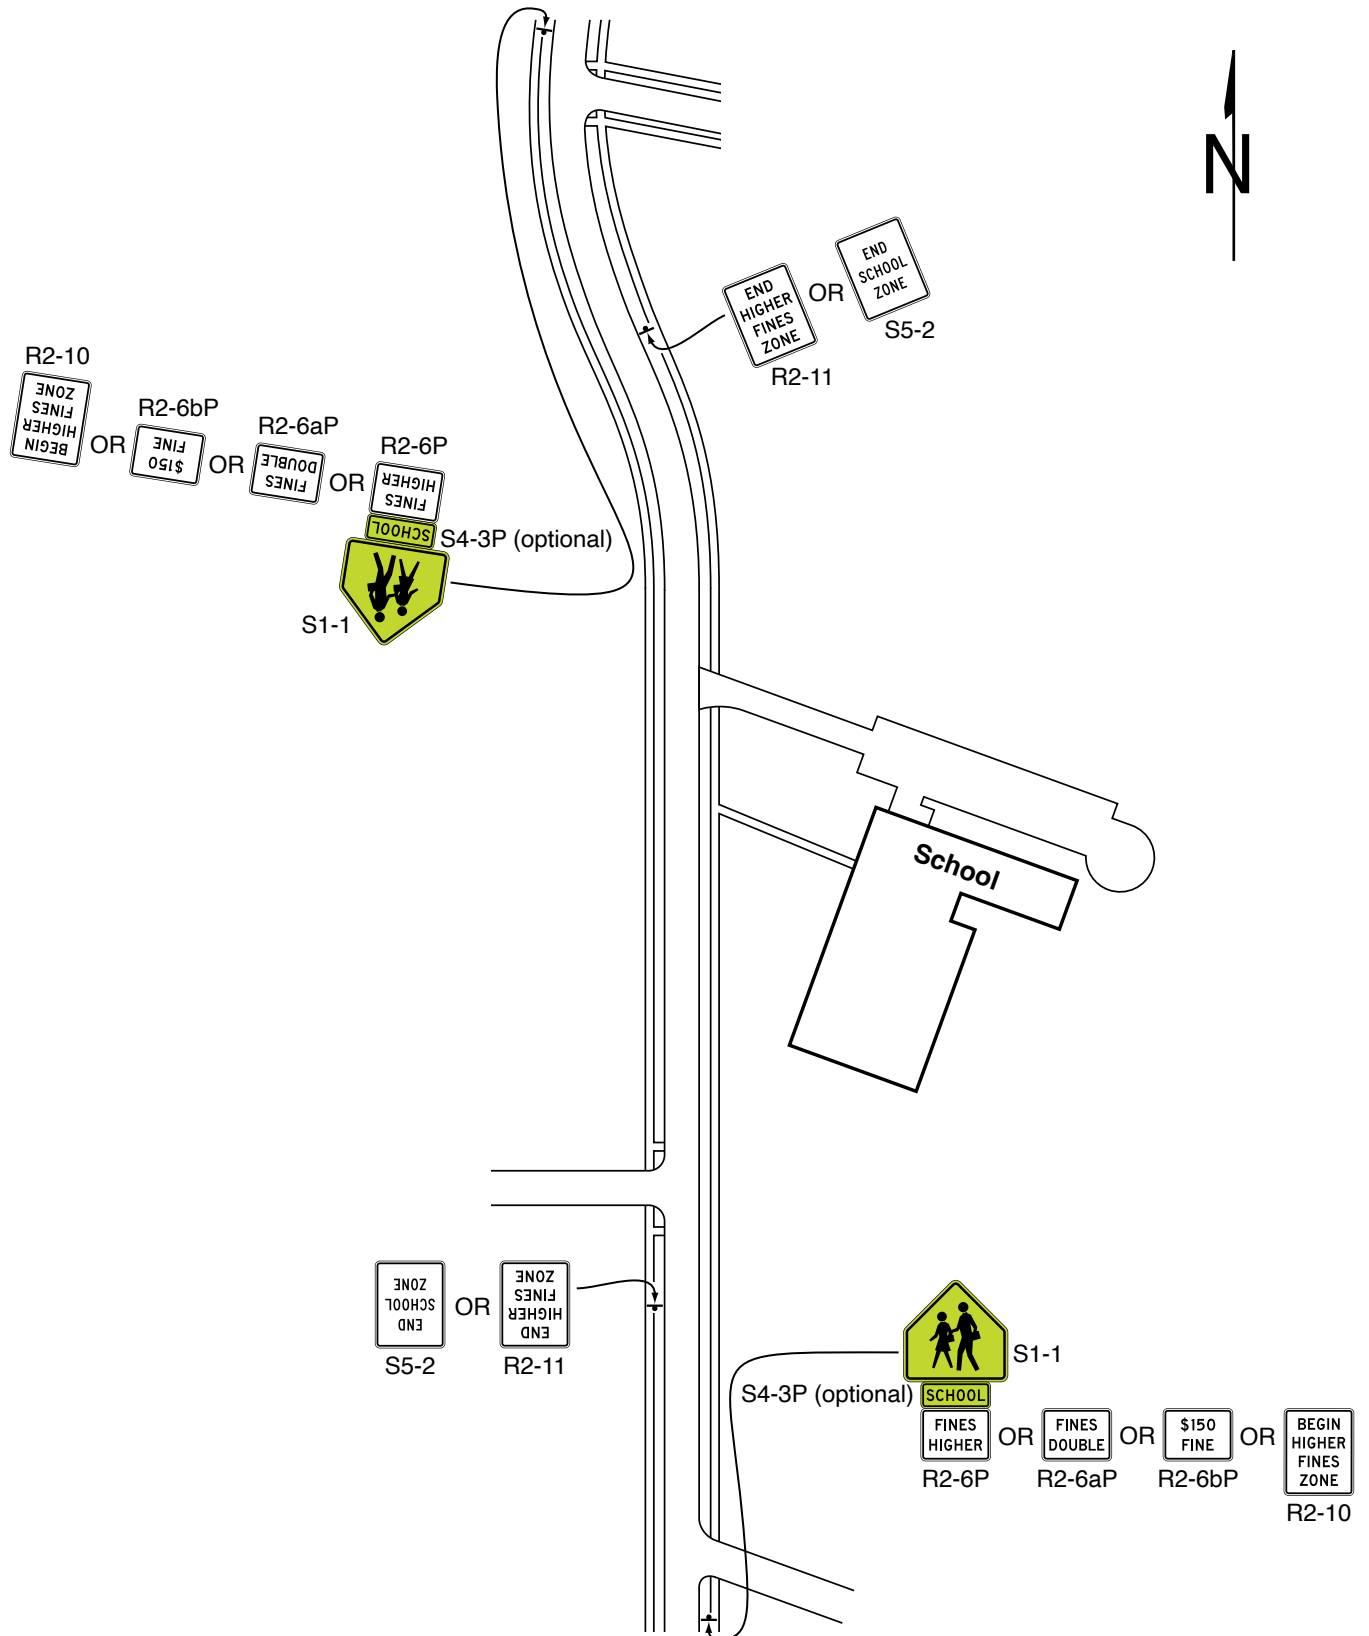 N
END
SCHOOL
ZONE
S5-2
OR
END
HIGHER
FINES
ZONE
R2-11
R2-10
BEGIN
HIGHER
FINES
ZONE
OR
R2-6bP
$150
FINE
OR
R2-6aP
FINES
DOUBLE
OR
R2-6P
FINES
HIGHER
SCHOOL
S4-3P (optional)
S1-1
School
END
SCHOOL
ZONE
S5-2
OR
END
HIGHER
FINES
ZONE
R2-11
S1-1
S4-3P (optional)
SCHOOL
FINES
HIGHER
R2-6P
OR
FINES
DOUBLE
R2-6aP
OR
$150
FINE
R2-6bP
OR
BEGIN
HIGHER
FINES
ZONE
R2-10